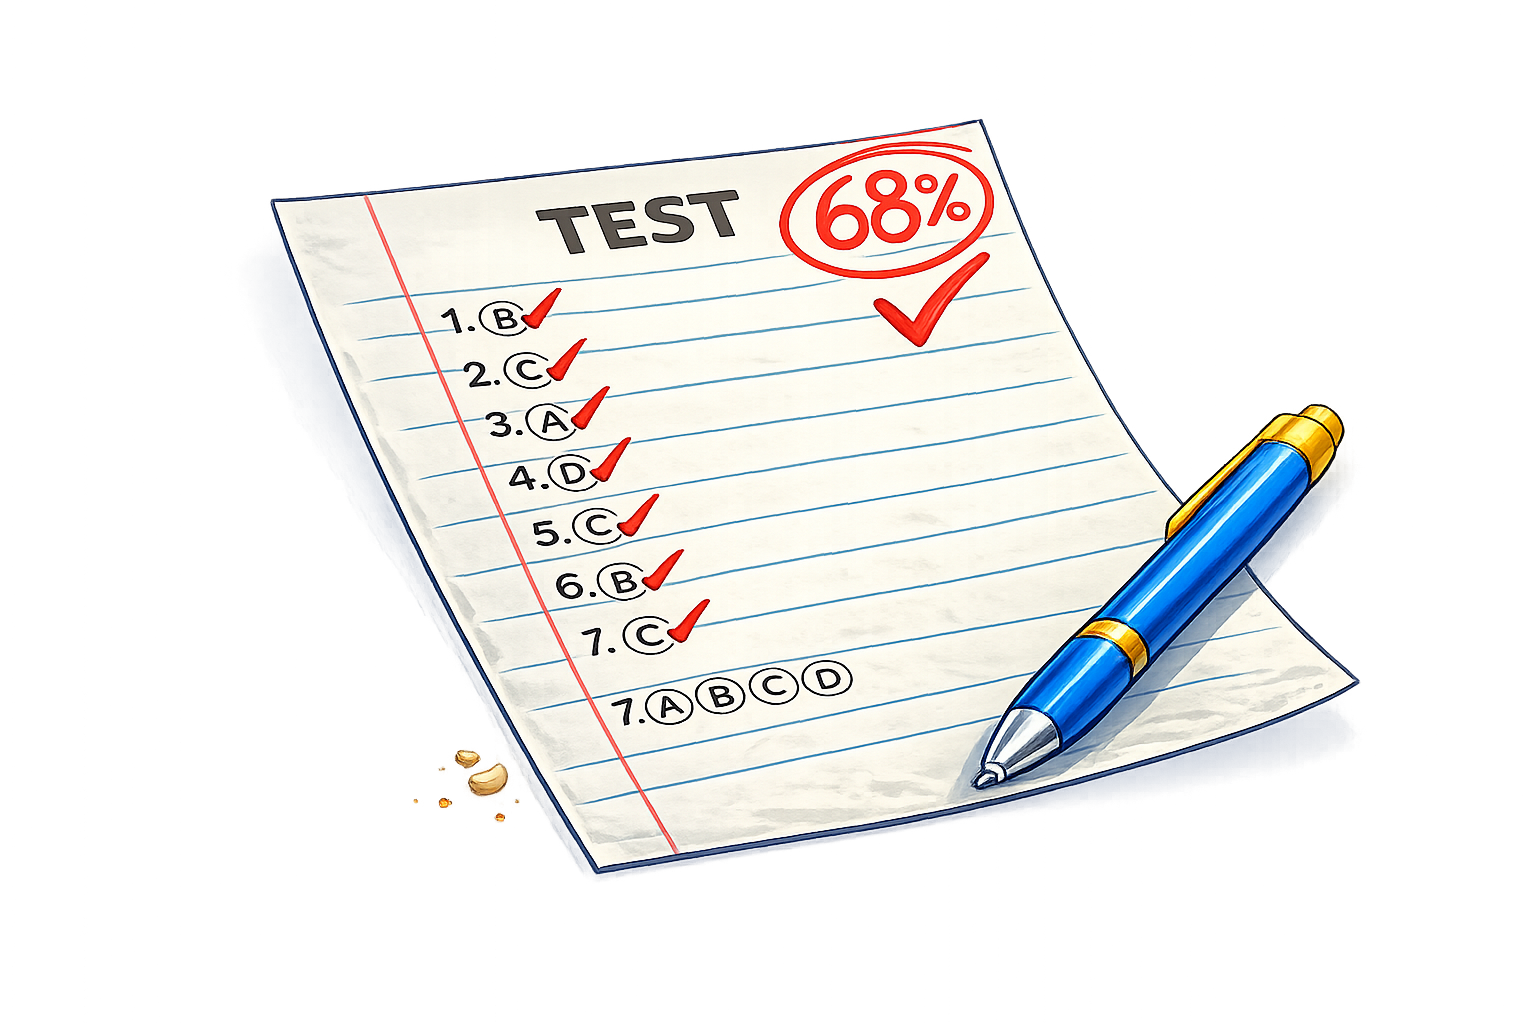 TEST
68%
1. B
2. C
3. A
4. D
5. C
6. B
7. C
7. A B C D